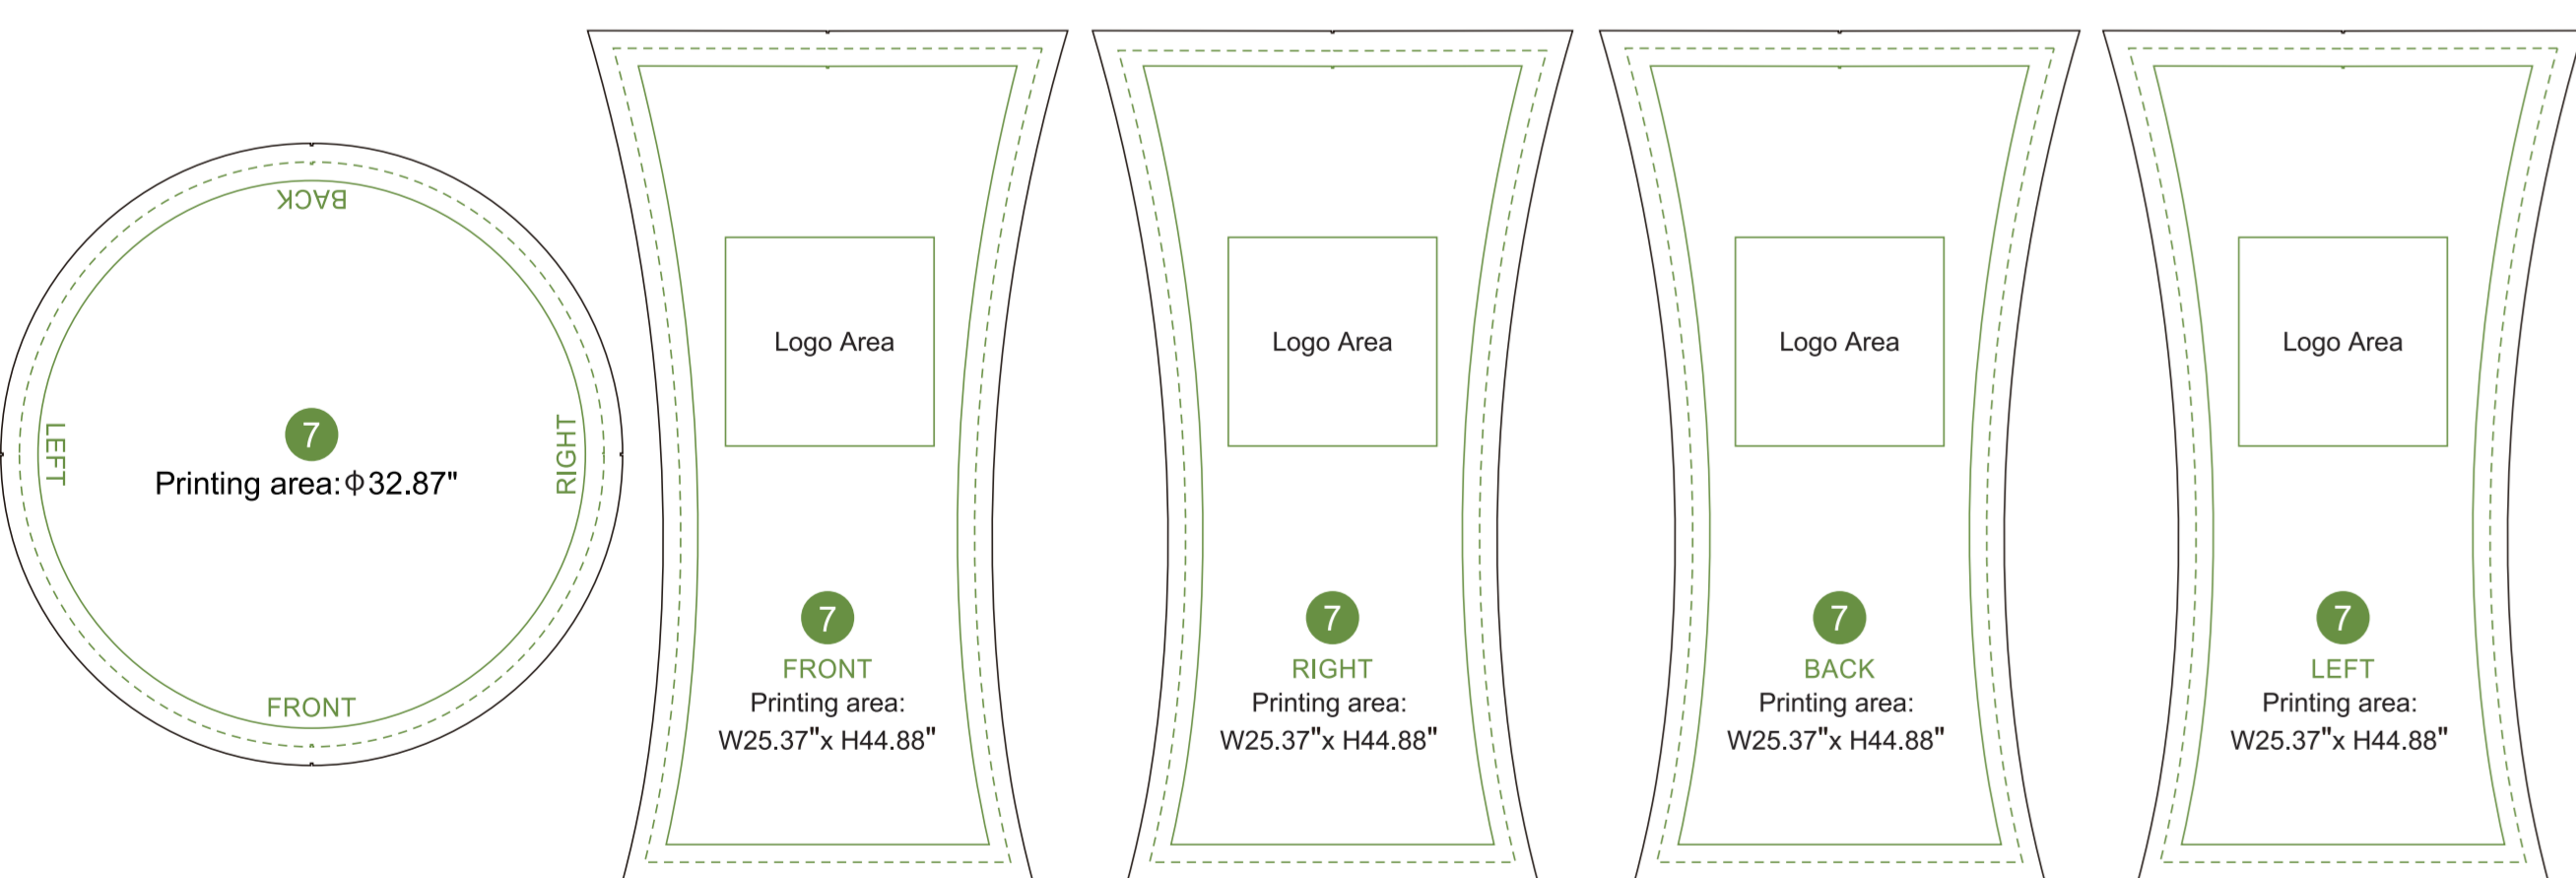 BACK
LEFT
RIGHT
7
Printing area:Φ32.87"
FRONT
Logo Area
7
FRONT
Printing area:
W25.37"x H44.88"
Logo Area
7
RIGHT
Printing area:
W25.37"x H44.88"
Logo Area
7
BACK
Printing area:
W25.37"x H44.88"
Logo Area
7
LEFT
Printing area:
W25.37"x H44.88"